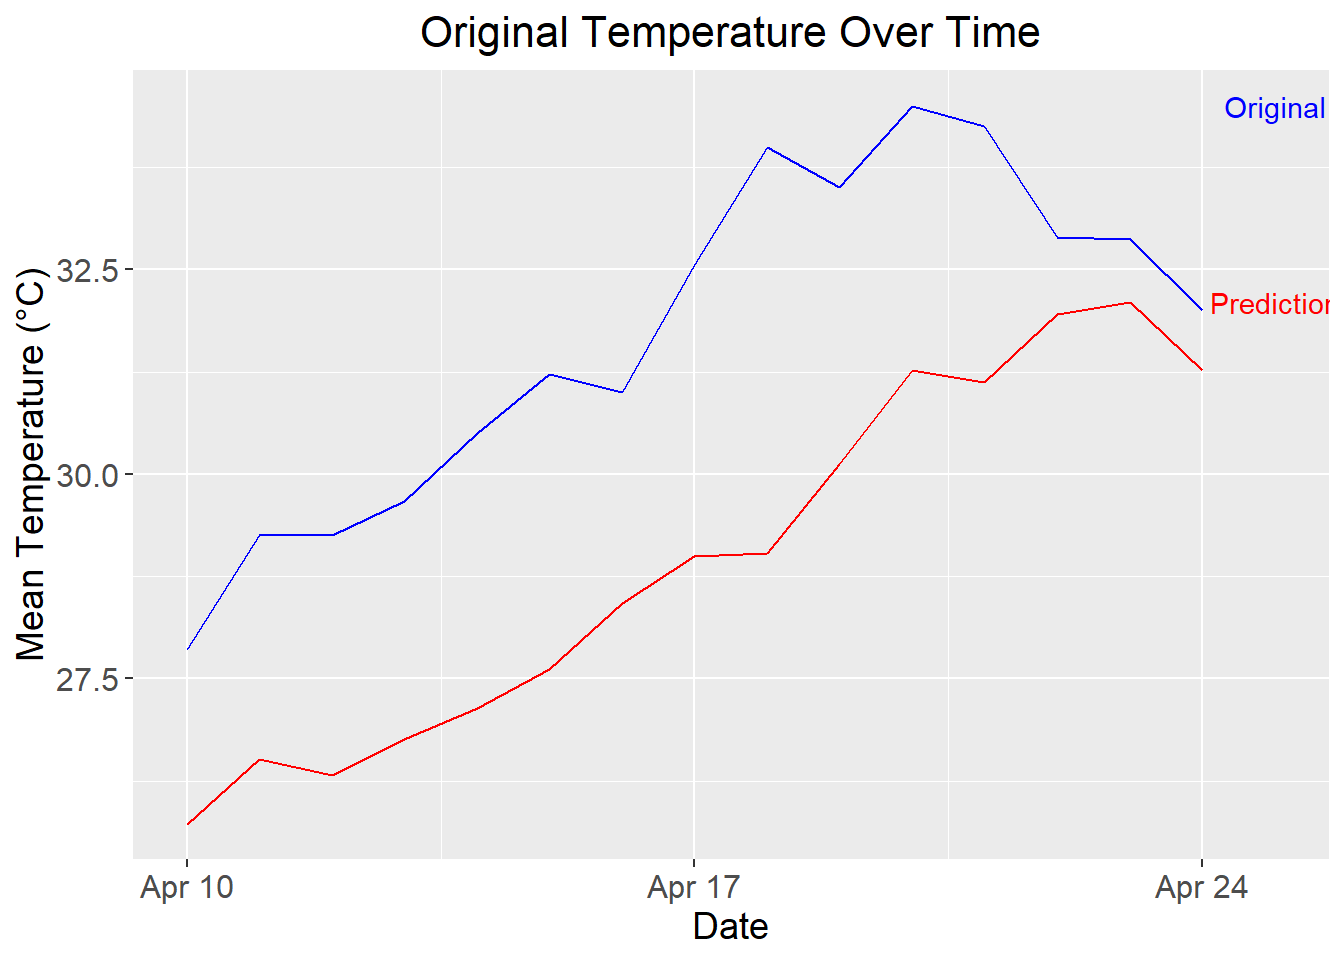 Original Temperature Over Time
Original
Prediction
Mean Temperature (°C)
32.5
30.0
27.5
Apr 10
Apr 17
Apr 24
Date